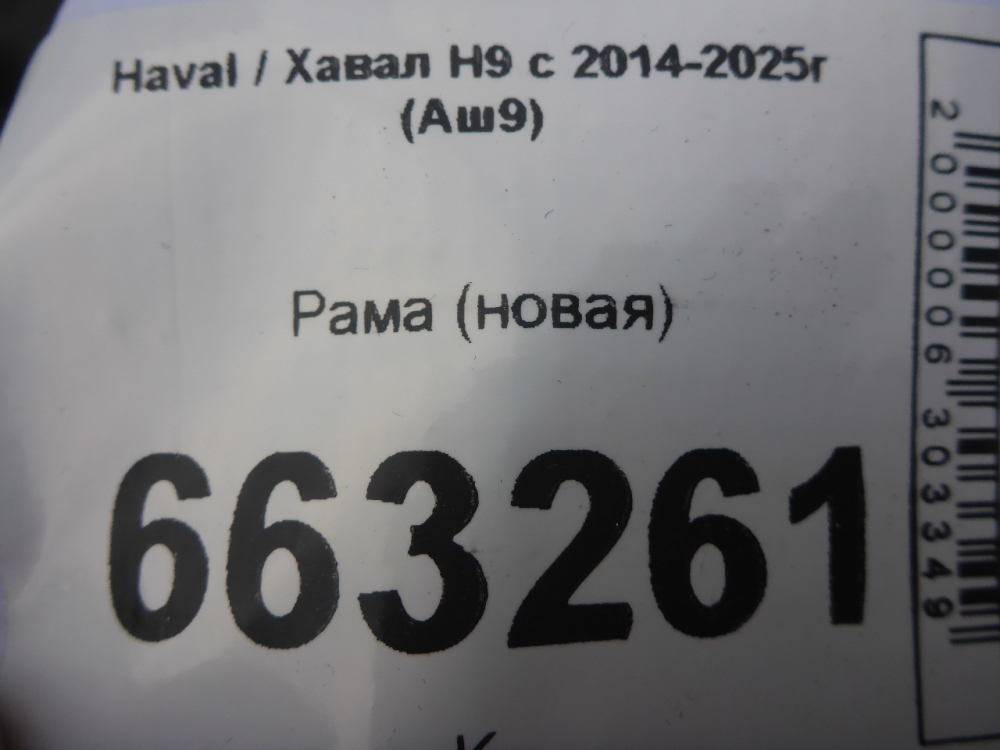 Haval / Хавал H9 с 2014-2025г
(Аш9)
Рама (новая)
663261
2000006303349